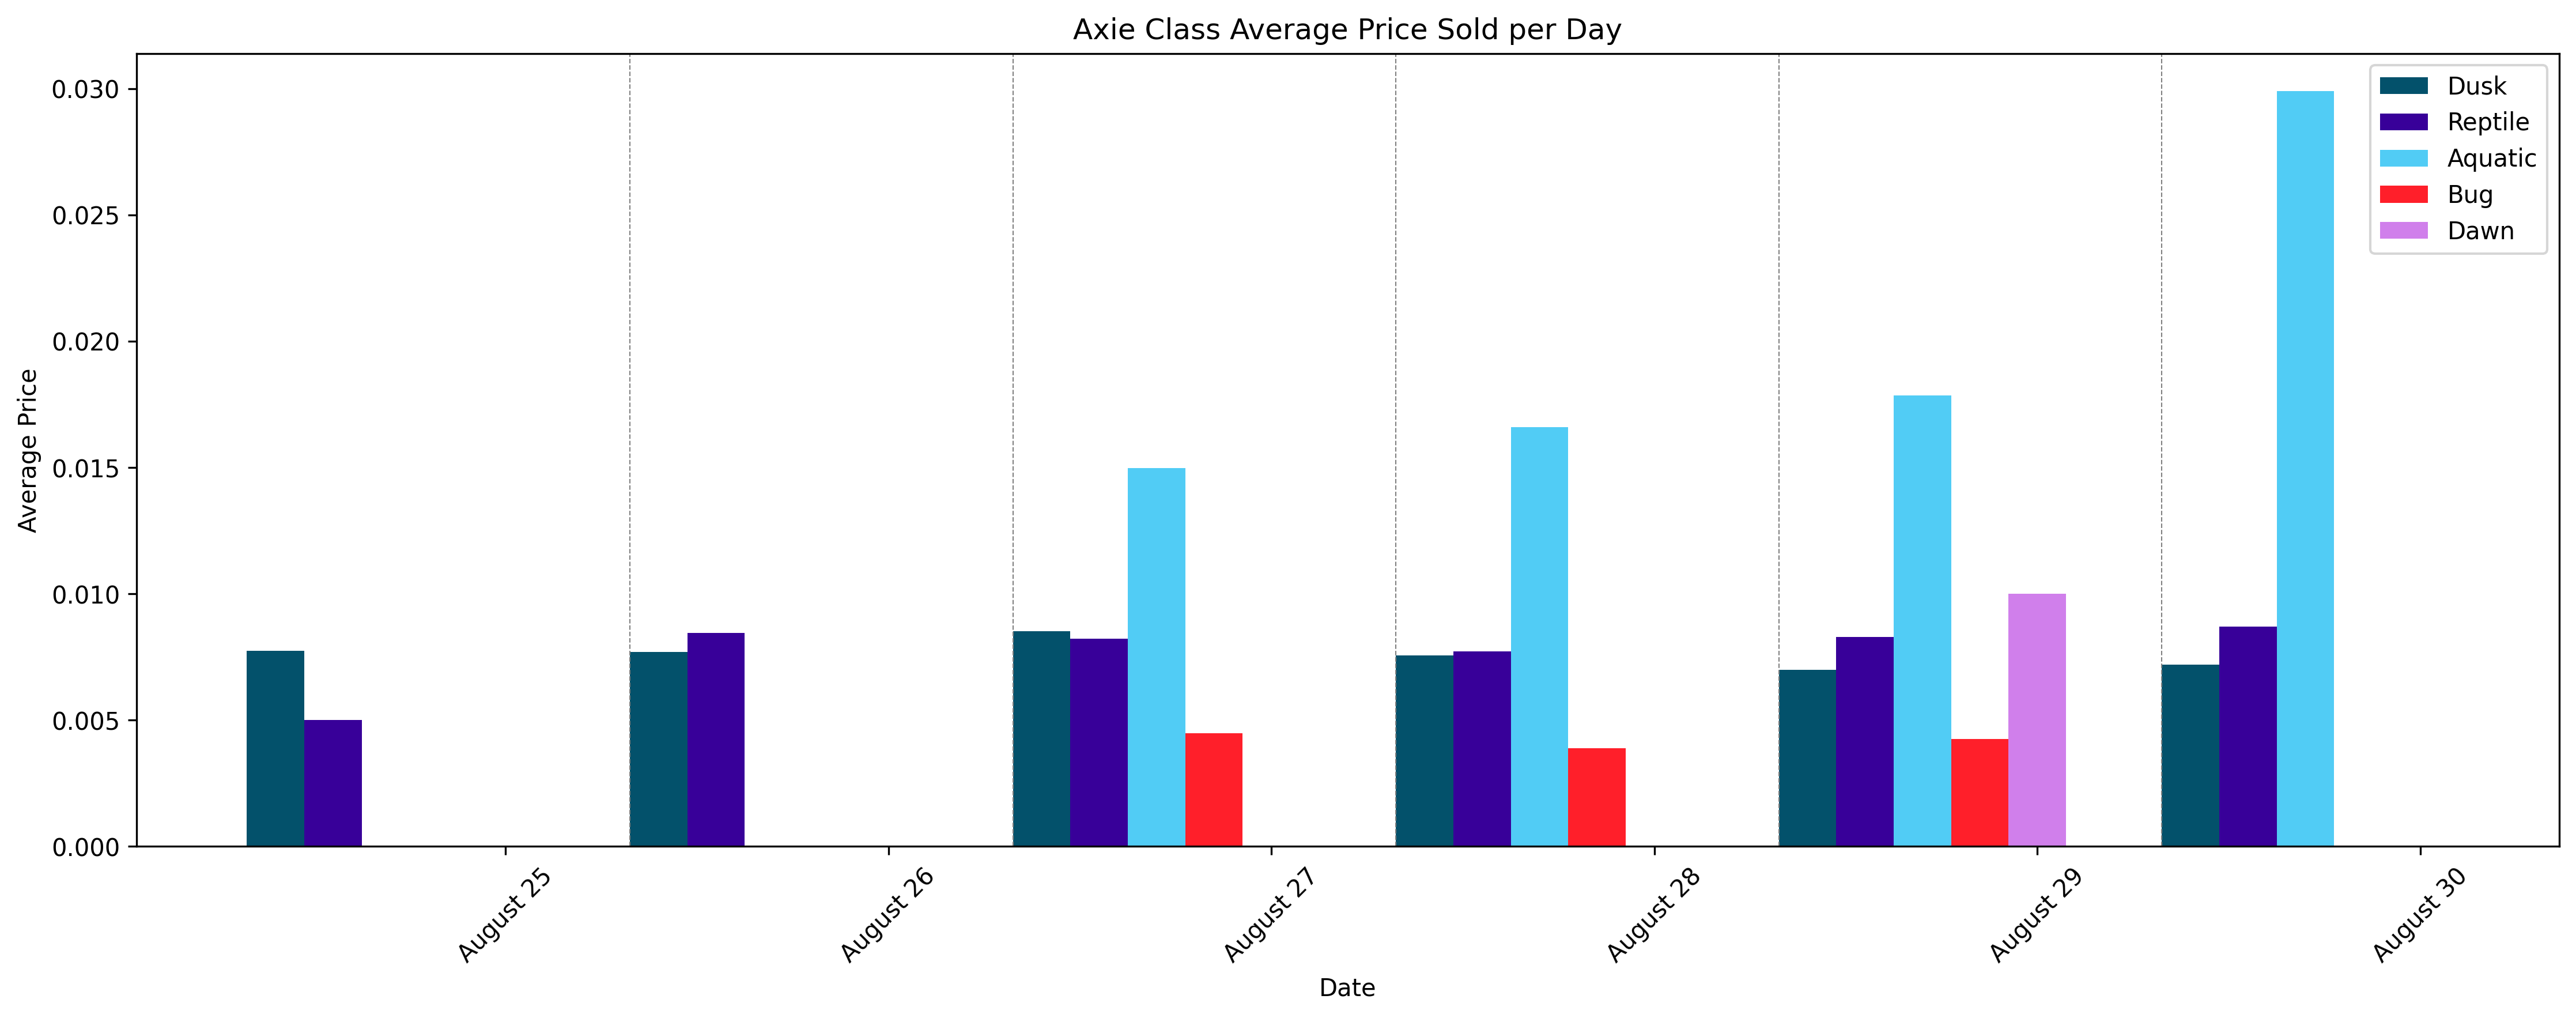 Axie Class Average Price Sold per Day
0.030
0.025
0.020
0.015
0.010
0.005
0.000
Average Price
Dusk
Reptile
Aquatic
Bug
Dawn
August 25
August 26
August 27
August 28
August 29
August 30
Date